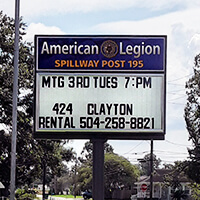 American Legion
SPILLWAY POST 195
MTG 3RD TUES 7:PM
424 CLAYTON
RENTAL 504-258-8821